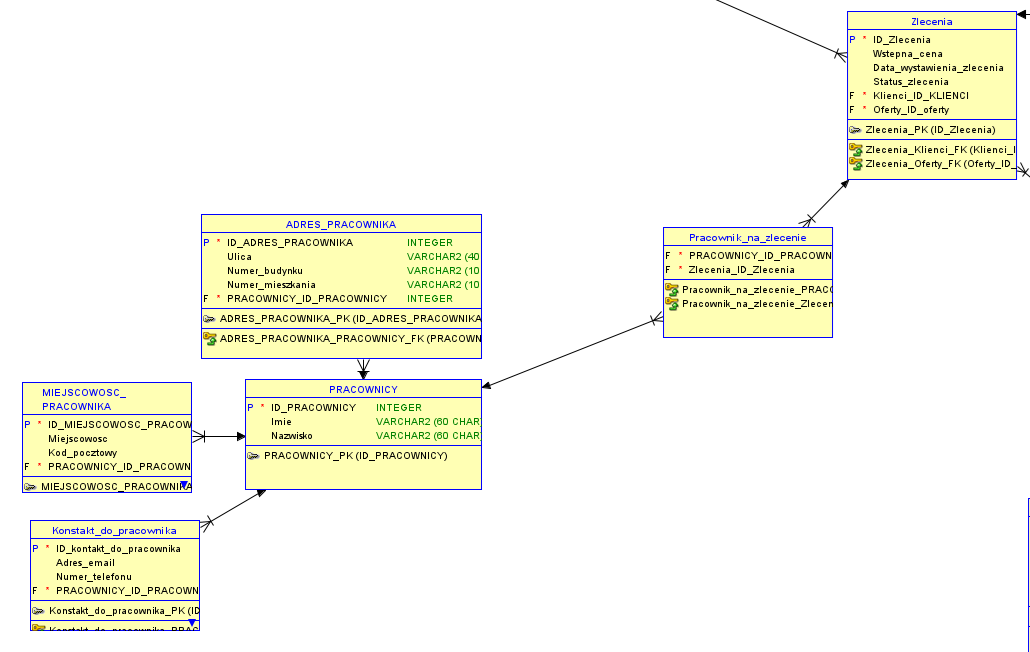 Zlecenia
P * ID_Zlecenia
Wstepna_cena
Data_wystawienia_zlecenia
Status_zlecenia
F * Klienci_ID_KLIENCI
F * Oferty_ID_oferty
Zlecenia_PK (ID_Zlecenia)
Zlecenia_Klienci_FK (Klienci_I
Zlecenia_Oferty_FK (Oferty_ID_
ADRES_PRACOWNIKA
P * ID_ADRES_PRACOWNIKA INTEGER
Ulica VARCHAR2 (40
Numer_budynku VARCHAR2 (10
Numer_mieszkania VARCHAR2 (10
F * PRACOWNICY_ID_PRACOWNICY INTEGER
ADRES_PRACOWNIKA_PK (ID_ADRES_PRACOWNIKA
ADRES_PRACOWNIKA_PRACOWNICY_FK (PRACOWN
Pracownik_na_zlecenie
F * PRACOWNICY_ID_PRACOWN
F * Zlecenia_ID_Zlecenia
Pracownik_na_zlecenie_PRACO
Pracownik_na_zlecenie_Zlecen
MIEJSCOWOSC_
PRACOWNIKA
P * ID_MIEJSCOWOSC_PRACOW
Miejscowosc
Kod_pocztowy
F * PRACOWNICY_ID_PRACOWN
MIEJSCOWOSC_PRACOWNIKA
PRACOWNICY
P * ID_PRACOWNICY INTEGER
Imie VARCHAR2 (60 CHAR
Nazwisko VARCHAR2 (60 CHAR
PRACOWNICY_PK (ID_PRACOWNICY)
Konstakt_do_pracownika
P * ID_kontakt_do_pracownika
Adres_email
Numer_telefonu
F * PRACOWNICY_ID_PRACOWN
Konstakt_do_pracownika_PK (ID
Konstakt_do_pracownika_PRAC